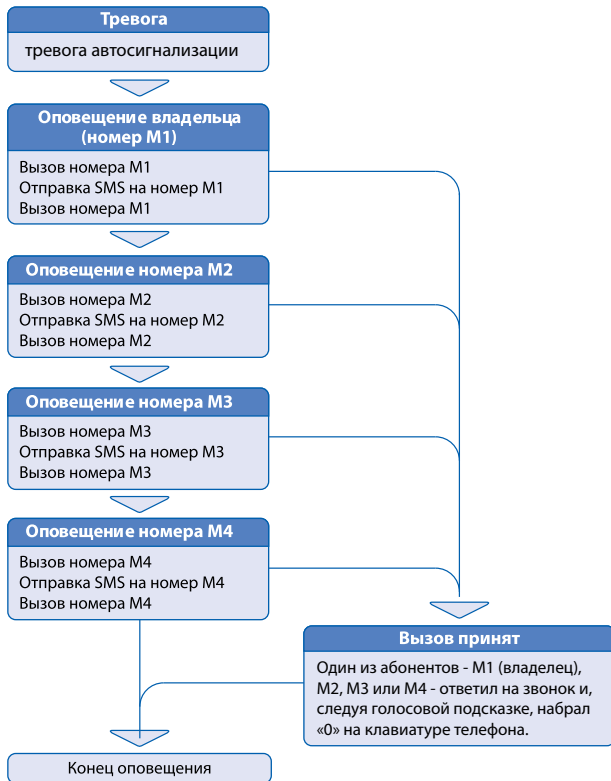 Тревога
тревога автосигнализации
Оповещение владельца
(номер М1)
Вызов номера М1
Отправка SMS на номер М1
Вызов номера М1
Оповещение номера М2
Вызов номера М2
Отправка SMS на номер М2
Вызов номера М2
Оповещение номера М3
Вызов номера М3
Отправка SMS на номер М3
Вызов номера М3
Оповещение номера М4
Вызов номера М4
Отправка SMS на номер М4
Вызов номера М4
Вызов принят
Один из абонентов - М1 (владелец),
М2, М3 или М4 - ответил на звонок и,
следуя голосовой подсказке, набрал
«0» на клавиатуре телефона.
Конец оповещения